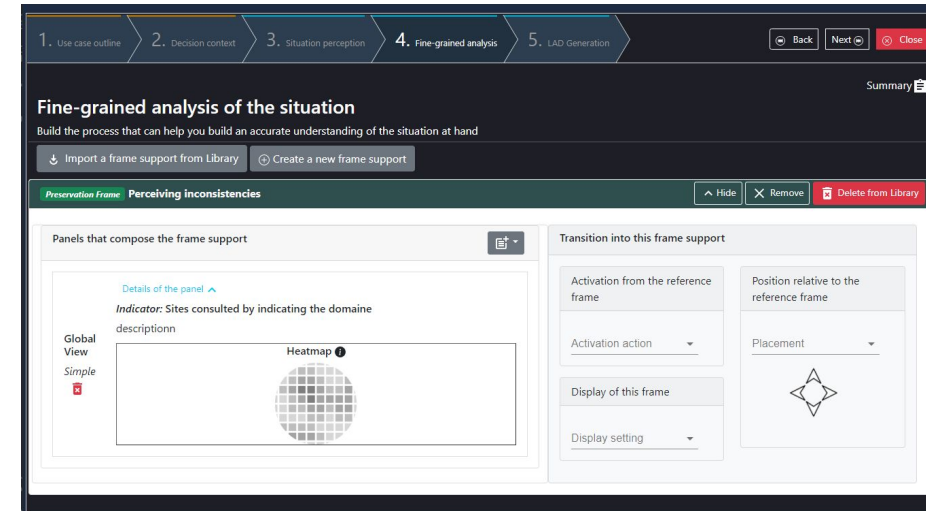 1. Use case outline 2. Decision context 3. Situation perception 4. Fine-grained analysis 5. LAD Generation Back Next Close
Summary
Fine-grained analysis of the situation
Build the process that can help you build an accurate understanding of the situation at hand
Import a frame support from Library Create a new frame support
Preservation Frame Perceiving inconsistencies Hide Remove Delete from Library
Panels that compose the frame support
Transition into this frame support
Details of the panel
Indicator: Sites consulted by indicating the domaine
descriptionn
Global
View
Simple
Heatmap
Activation from the reference
frame
Activation action
Position relative to the
reference frame
Placement
Display of this frame
Display setting